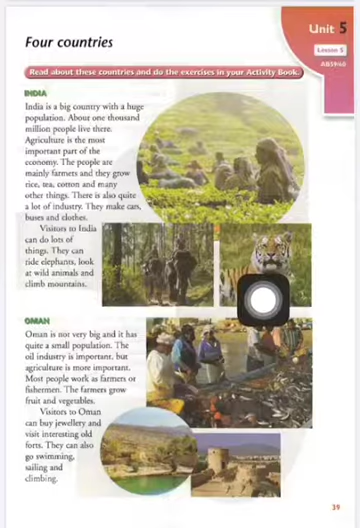 Unit 5
Four countries
Lesson 5
AB39-40
Read about these countries and do the exercises in your Activity Book.
INDIA
India is a big country with a huge
population. About one thousand
million people live there.
Agriculture is the most
important part of the
economy. The people are
mainly farmers and they grow
rice, tea, cotton and many
other things. There is also quite
a lot of industry. They make cars,
buses and clothes.
Visitors to India
can do lots of
things. They can
ride elephants, look
at wild animals and
climb mountains.
OMAN
Oman is not very big and it has
quite a small population. The
oil industry is important, but
agriculture is more important.
Most people work as farmers or
fishermen. The farmers grow
fruit and vegetables.
Visitors to Oman
can buy jewellery and
visit interesting old
forts. They can also
go swimming,
sailing and
climbing.
39